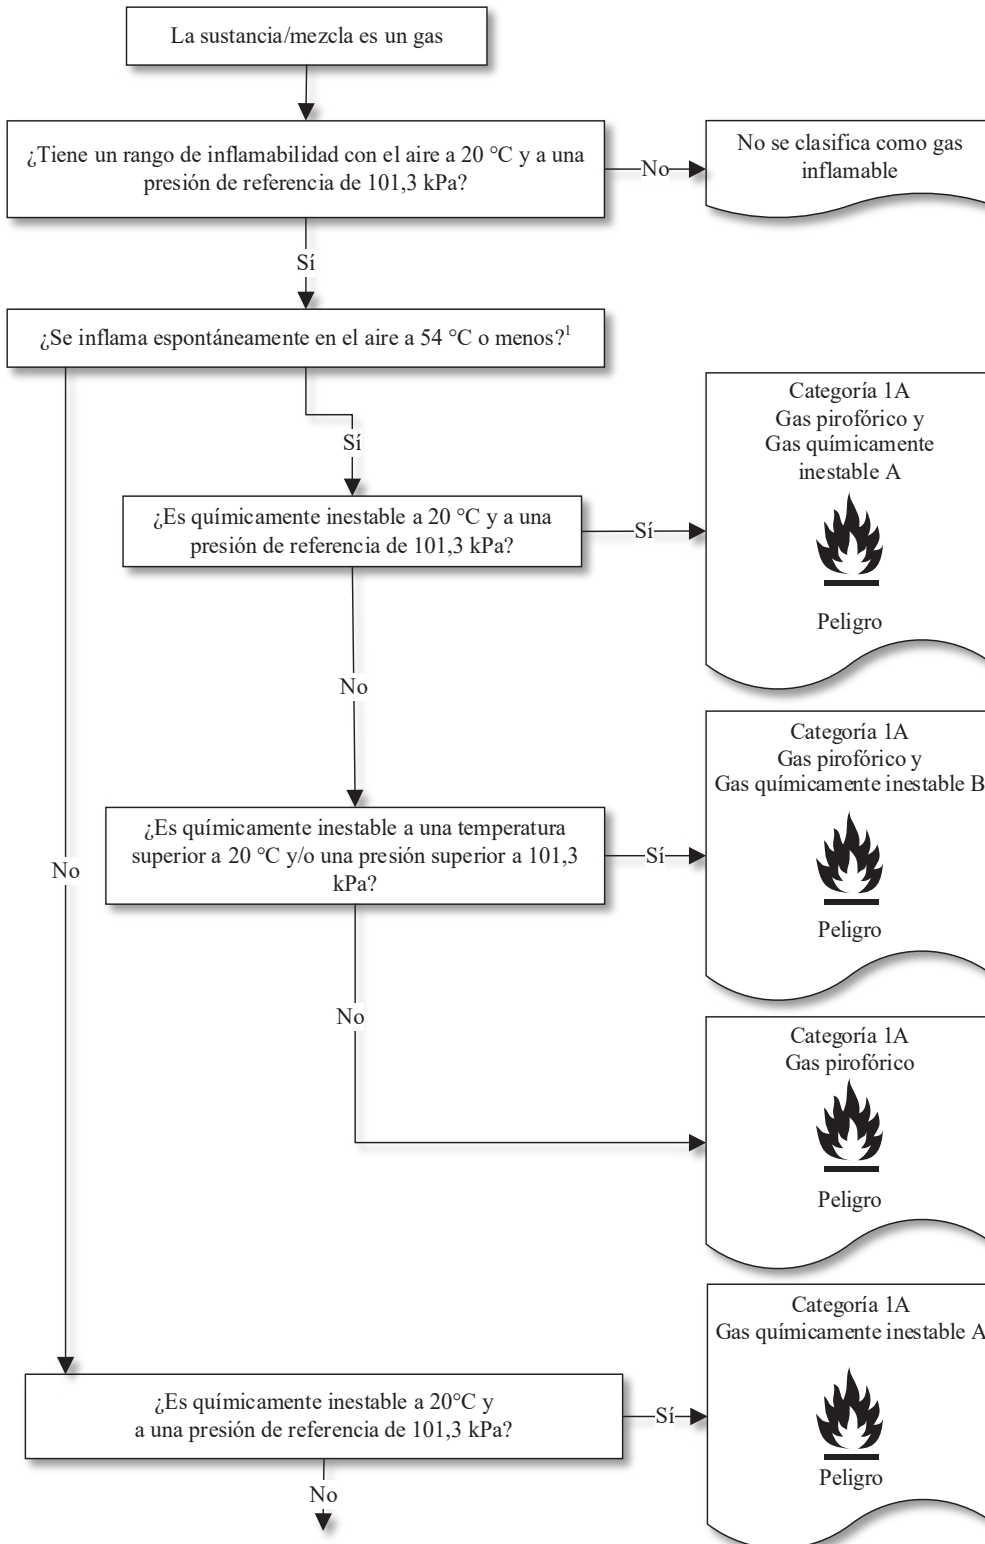 La sustancia/mezcla es un gas
¿Tiene un rango de inflamabilidad con el aire a 20 °C y a una
presión de referencia de 101,3 kPa?
No
No se clasifica como gas
inflamable
Sí
¿Se inflama espontáneamente en el aire a 54 °C o menos?¹
Sí
Categoría 1A
Gas pirofórico y
Gas químicamente
inestable A
Peligro
¿Es químicamente inestable a 20 °C y a una
presión de referencia de 101,3 kPa?
Sí
No
Categoría 1A
Gas pirofórico y
Gas químicamente inestable B
Peligro
¿Es químicamente inestable a una temperatura
superior a 20 °C y/o una presión superior a 101,3
kPa?
Sí
No
No
Categoría 1A
Gas pirofórico
Peligro
Categoría 1A
Gas químicamente inestable A
Peligro
¿Es químicamente inestable a 20°C y
a una presión de referencia de 101,3 kPa?
Sí
No